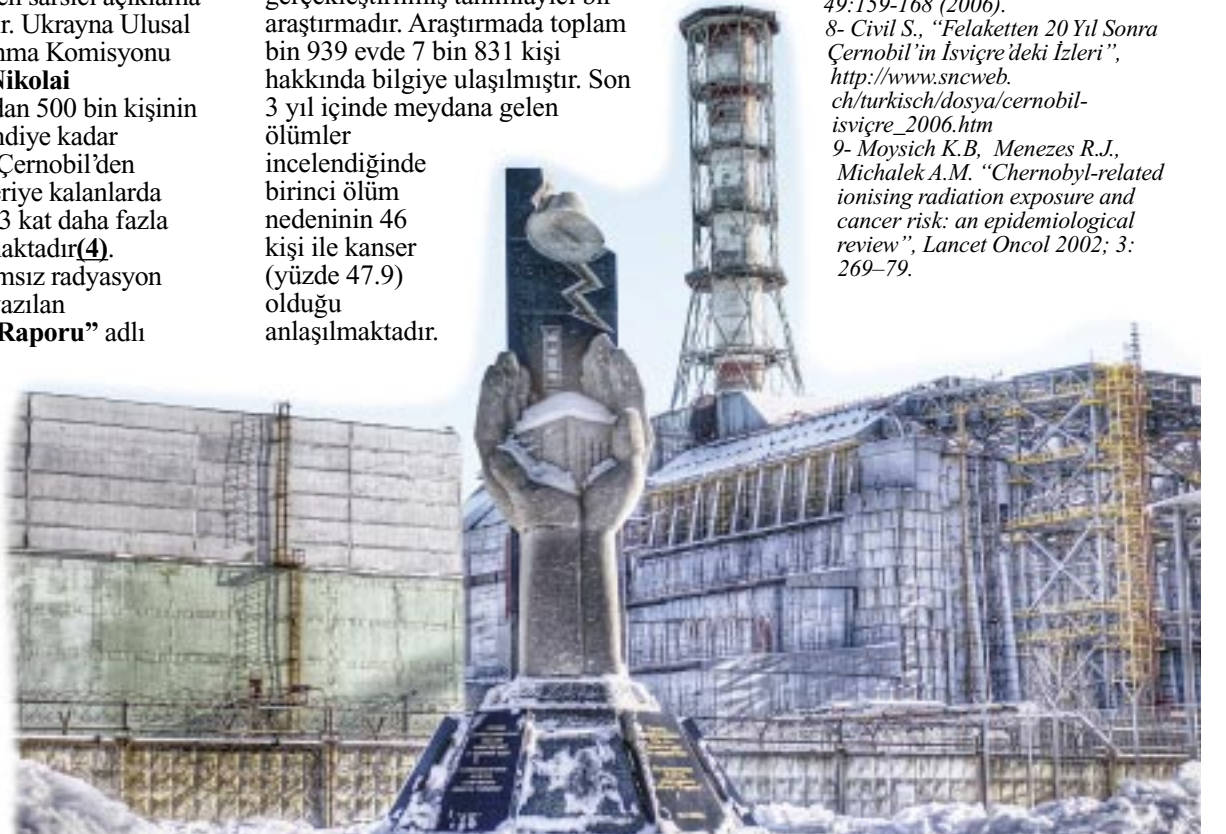 en sarsıcı açıklama
r. Ukrayna Ulusal
nma Komisyonu
Nikolai
dan 500 bin kişinin
ndiye kadar
Çernobil’den
eriye kalanlarda
3 kat daha fazla
naktadır(4).
msız radyasyon
yazılan
Raporu” adlı
gerçekleştirilmiş tanımlayıcı bir
araştırmadır. Araştırmada toplam
bin 939 evde 7 bin 831 kişi
hakkında bilgiye ulaşılmıştır. Son
3 yıl içinde meydana gelen
ölümler
incelendiğinde
birinci ölüm
nedeninin 46
kişi ile kanser
(yüzde 47.9)
olduğu
anlaşılmaktadır.
49:159-168 (2006).
8- Civil S., “Felaketten 20 Yıl Sonra
Çernobil’in İsviçre’deki İzleri”,
http://www.sncweb.
ch/turkisch/dosya/cernobil-
isviçre_2006.htm
9- Moysich K.B, Menezes R.J.,
Michalek A.M. “Chernobyl-related
ionising radiation exposure and
cancer risk: an epidemiological
review”, Lancet Oncol 2002; 3:
269–79.